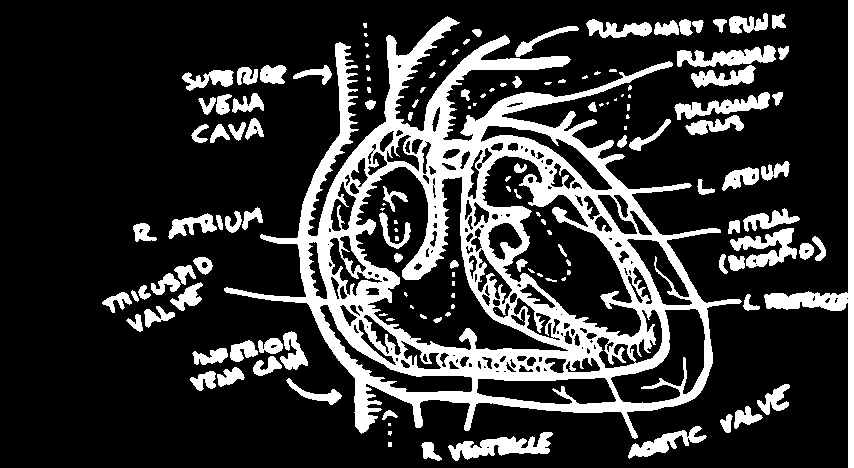 PULMONARY TRUNK
SUPERIOR
VENA
CAVA
PULMONARY
VALVE
PULMONARY
VEINS
L. ATRIUM
R. ATRIUM
MITRAL
VALVE
(BICUSPID)
TRICUSPID
VALVE
L. VENTRICLE
INFERIOR
VENA CAVA
R. VENTRICLE
AORTIC VALVE